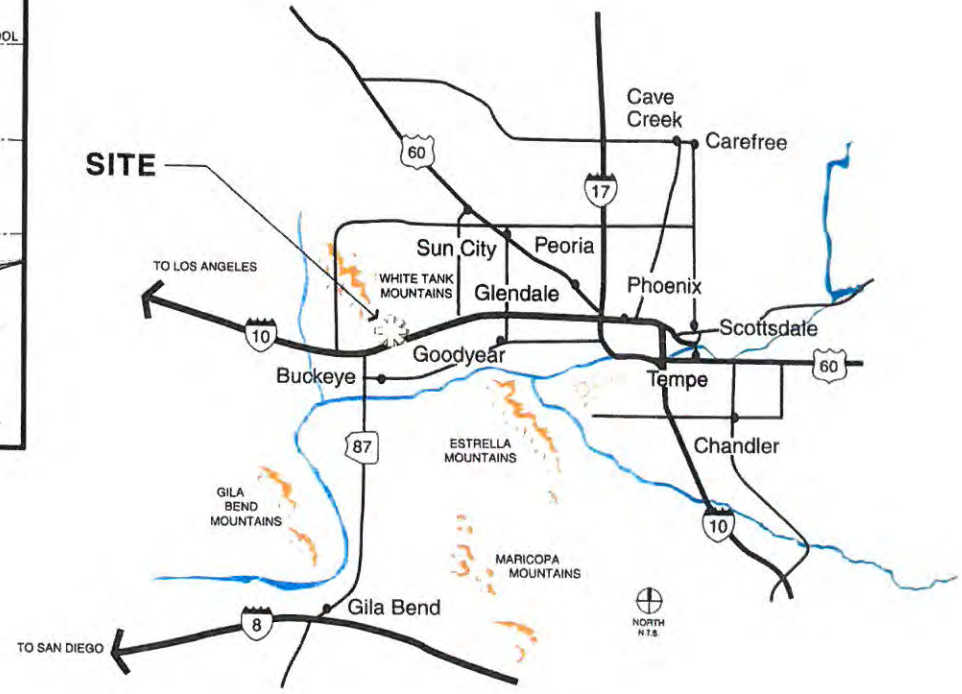 OOL
Cave
Creek
Carefree
60
17
SITE
Sun City
Peoria
TO LOS ANGELES
WHITE TANK
MOUNTAINS
Glendale
Phoenix
10
Goodyear
Scottsdale
Buckeye
Tempe
60
87
ESTRELLA
MOUNTAINS
Chandler
GILA
BEND
MOUNTAINS
10
MARICOPA
MOUNTAINS
Gila Bend
8
NORTH
N.T.S.
TO SAN DIEGO